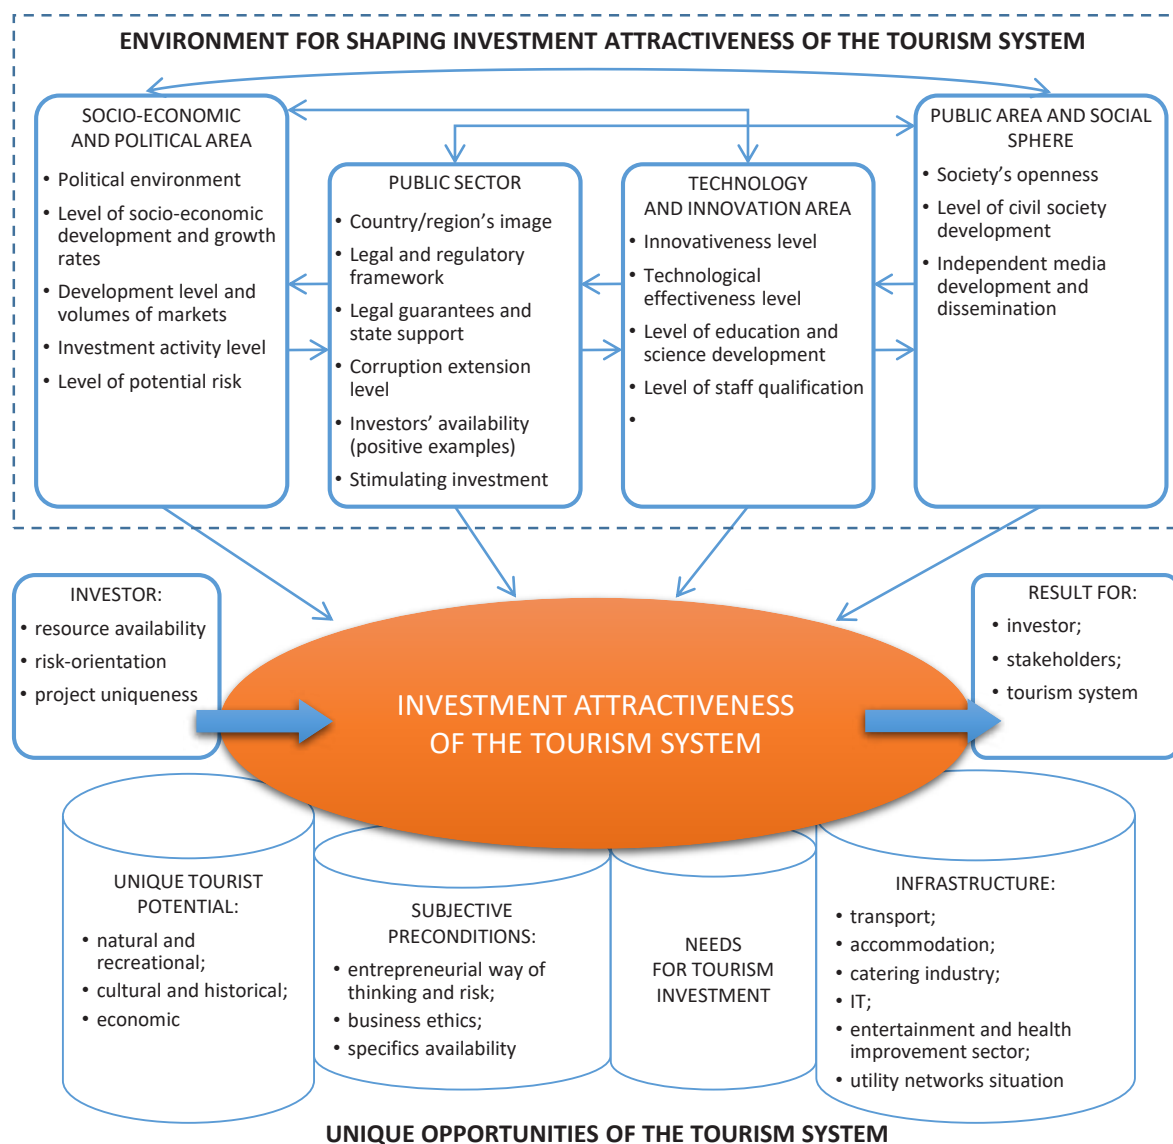 ENVIRONMENT FOR SHAPING INVESTMENT ATTRACTIVENESS OF THE TOURISM SYSTEM
SOCIO-ECONOMIC
AND POLITICAL AREA
• Political environment
• Level of socio-economic
development and growth
rates
• Development level and
volumes of markets
• Investment activity level
• Level of potential risk
PUBLIC SECTOR
• Country/region's image
• Legal and regulatory
framework
• Legal guarantees and
state support
• Corruption extension
level
• Investors' availability
(positive examples)
• Stimulating investment
TECHNOLOGY
AND INNOVATION AREA
• Innovativeness level
• Technological
effectiveness level
• Level of education and
science development
• Level of staff qualification
•
PUBLIC AREA AND SOCIAL
SPHERE
• Society's openness
• Level of civil society
development
• Independent media
development and
dissemination
INVESTOR:
• resource availability
• risk-orientation
• project uniqueness
INVESTMENT ATTRACTIVENESS
OF THE TOURISM SYSTEM
RESULT FOR:
• investor;
• stakeholders;
• tourism system
UNIQUE TOURIST
POTENTIAL:
• natural and
recreational;
• cultural and historical;
• economic
SUBJECTIVE
PRECONDITIONS:
• entrepreneurial way of
thinking and risk;
• business ethics;
• specifics availability
NEEDS
FOR TOURISM
INVESTMENT
INFRASTRUCTURE:
• transport;
• accommodation;
• catering industry;
• IT;
• entertainment and health
improvement sector;
• utility networks situation
UNIQUE OPPORTUNITIES OF THE TOURISM SYSTEM